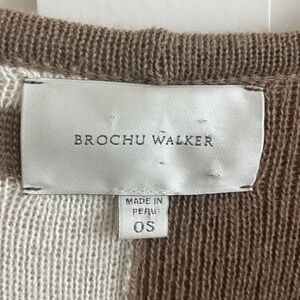 BROCHU WALKER
MADE IN
PERU
OS